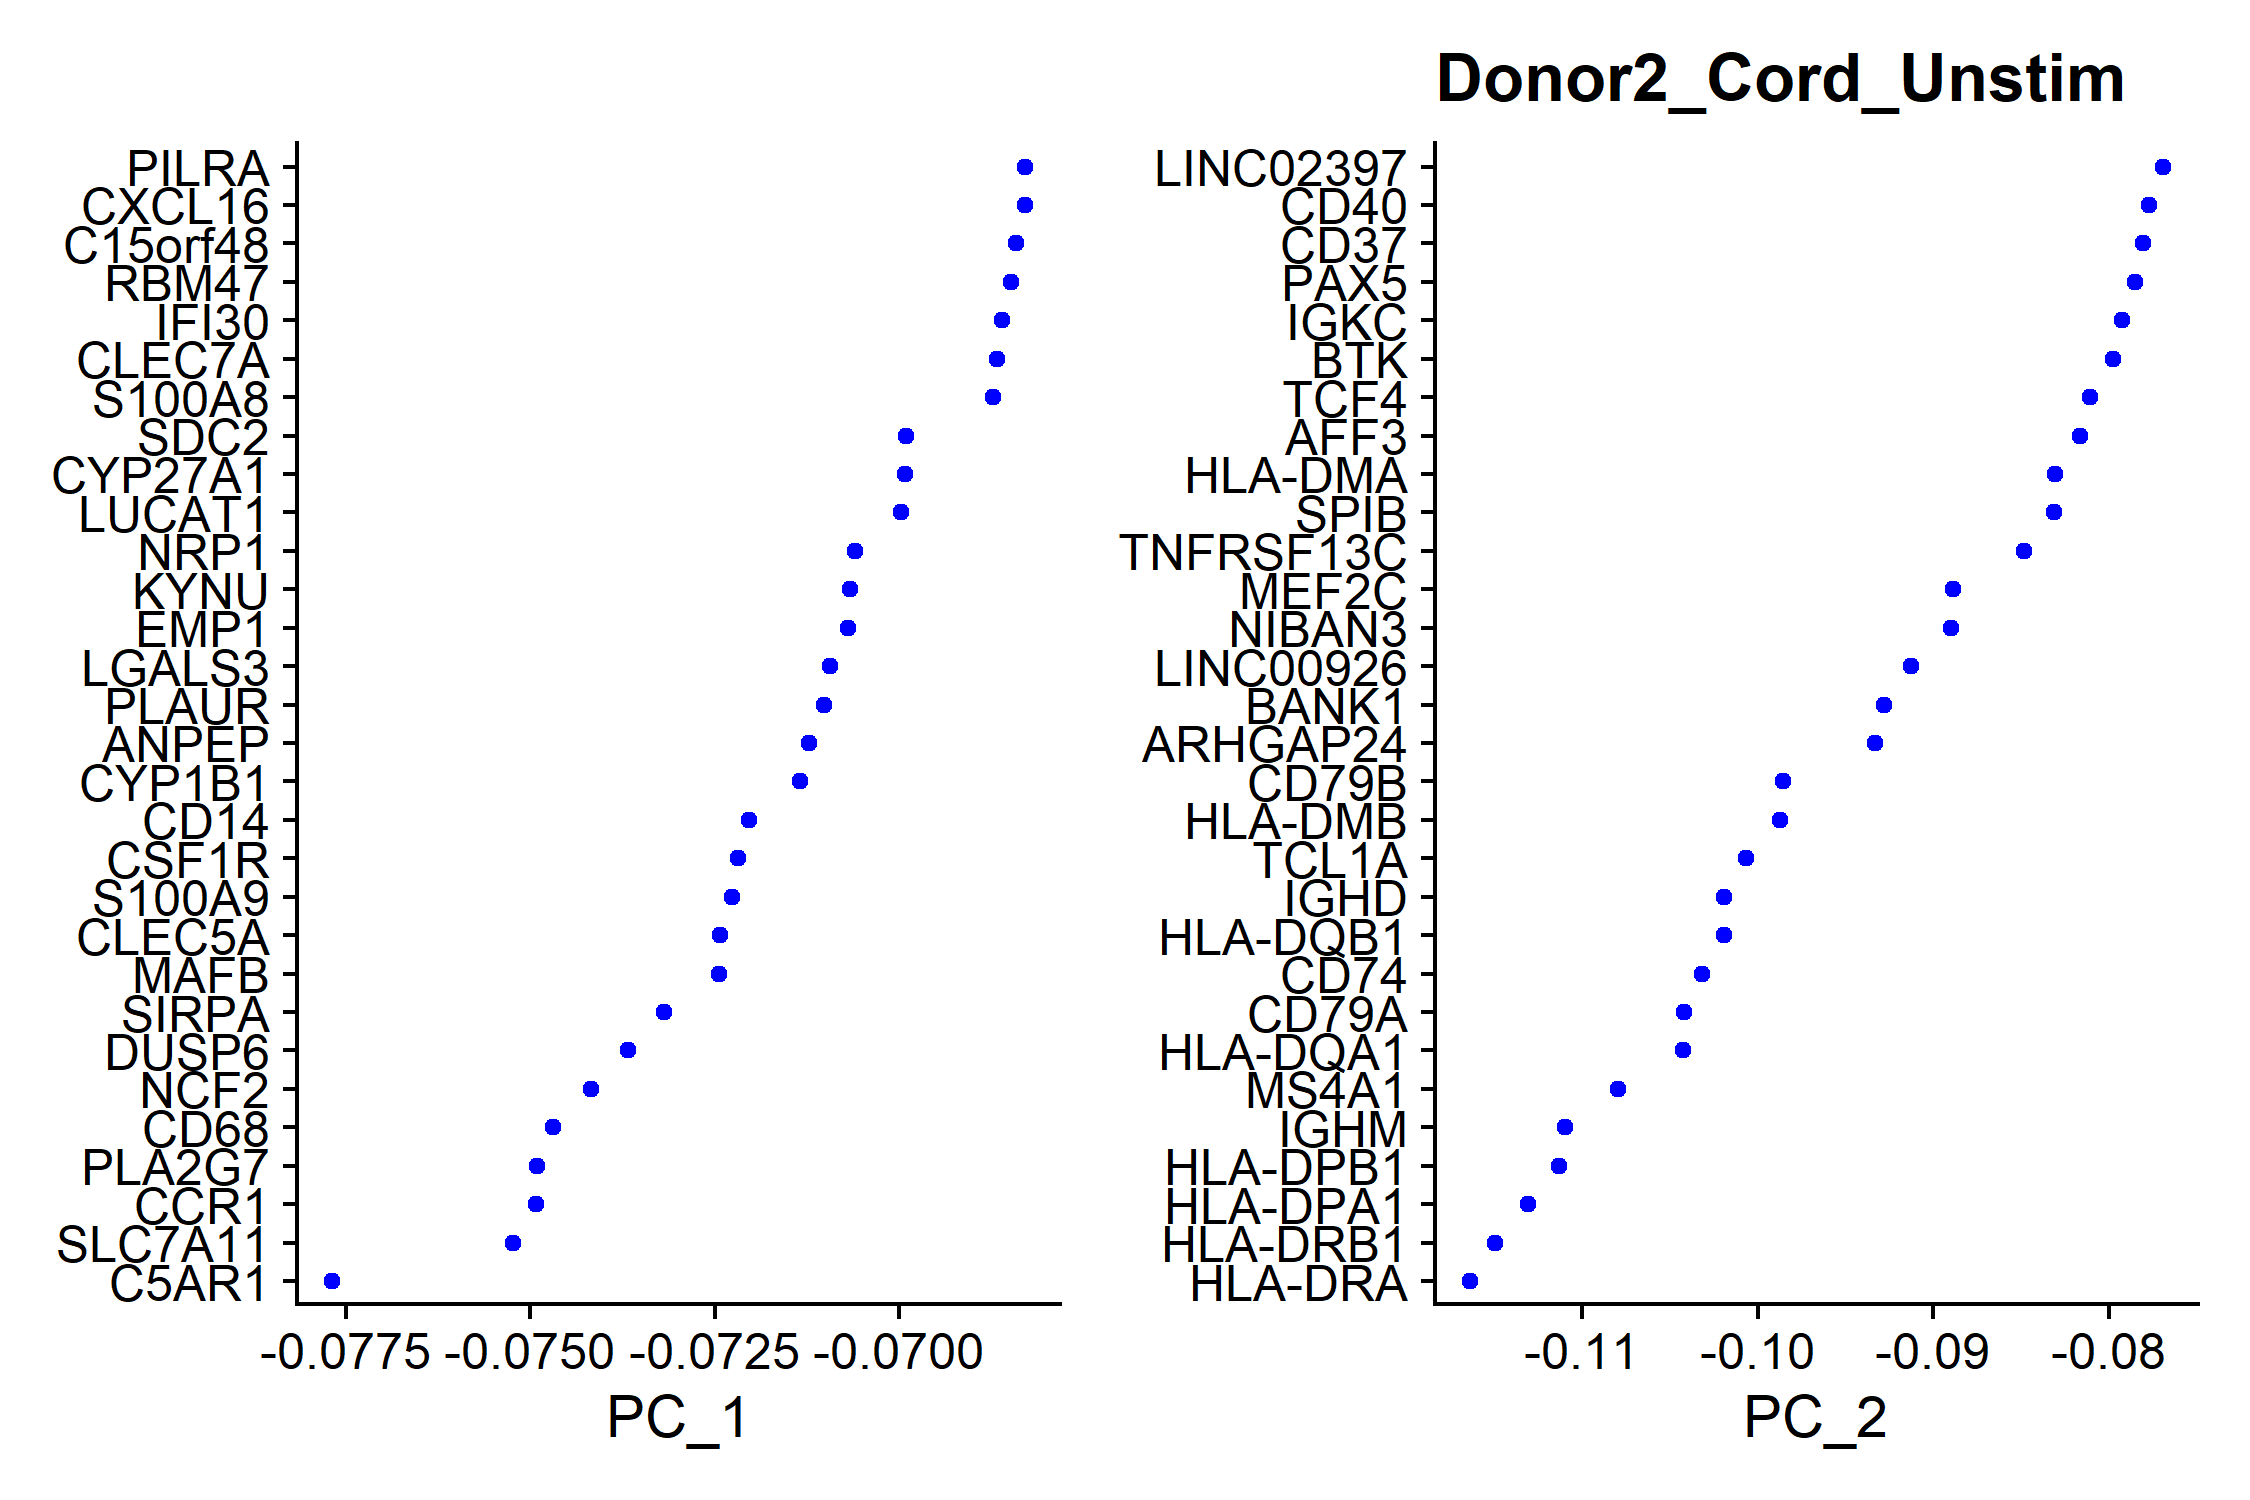 Donor2_Cord_Unstim
PILRA
CXCL16
C15orf48
RBM47
IFI30
CLEC7A
S100A8
SDC2
CYP27A1
LUCAT1
NRP1
KYNU
EMP1
LGALS3
PLAUR
ANPEP
CYP1B1
CD14
CSF1R
S100A9
CLEC5A
MAFB
SIRPA
DUSP6
NCF2
CD68
PLA2G7
CCR1
SLC7A11
C5AR1
-0.0775 -0.0750 -0.0725 -0.0700
PC_1
LINC02397
CD40
CD37
PAX5
IGKC
BTK
TCF4
AFF3
HLA-DMA
SPIB
TNFRSF13C
MEF2C
NIBAN3
LINC00926
BANK1
ARHGAP24
CD79B
HLA-DMB
TCL1A
IGHD
HLA-DQB1
CD74
CD79A
HLA-DQA1
MS4A1
IGHM
HLA-DPB1
HLA-DPA1
HLA-DRB1
HLA-DRA
-0.11 -0.10 -0.09 -0.08
PC_2